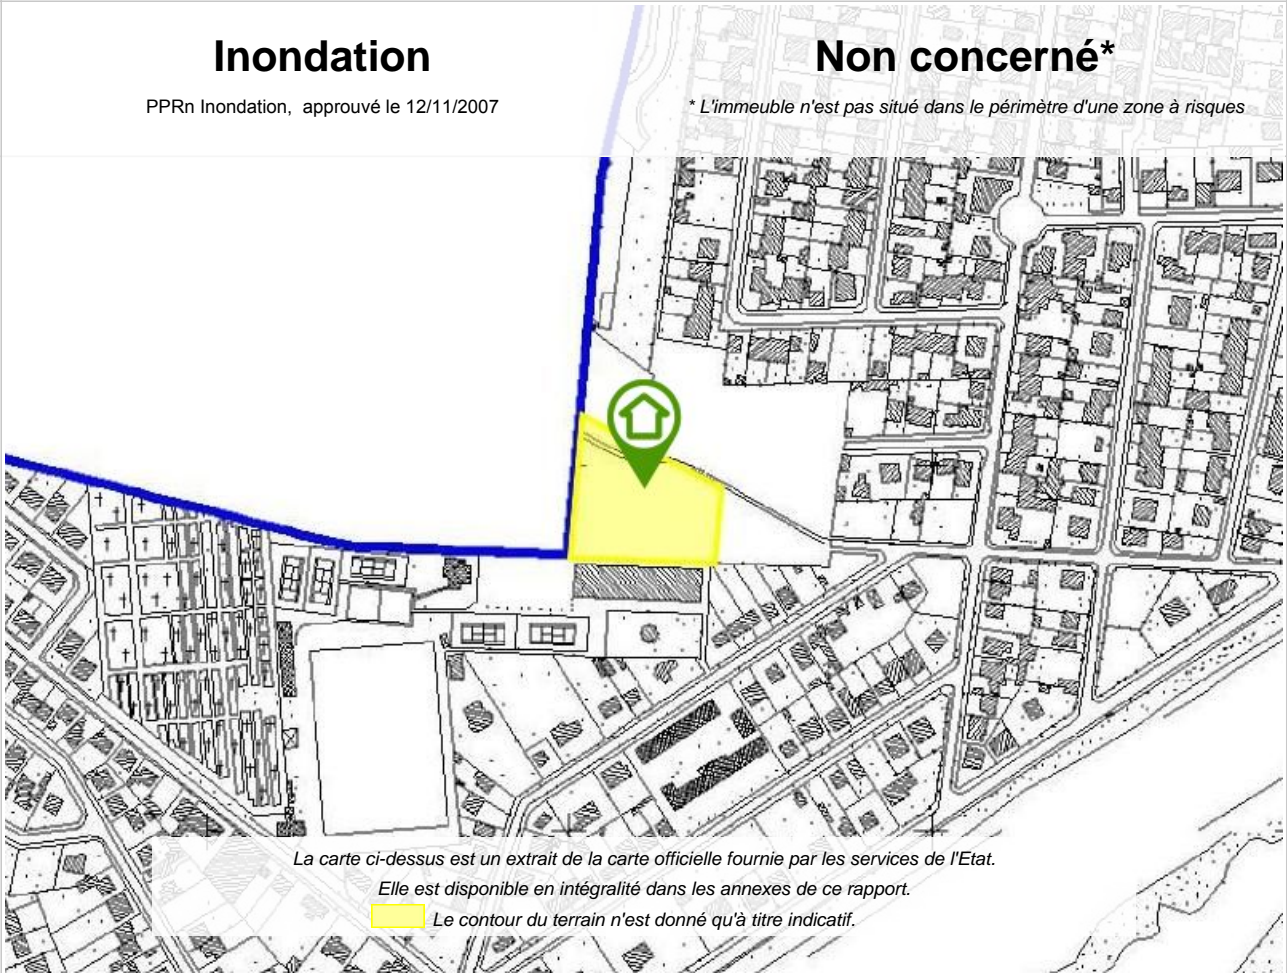 Inondation
Non concerné*
PPRn Inondation, approuvé le 12/11/2007
* L'immeuble n'est pas situé dans le périmètre d'une zone à risques
La carte ci-dessus est un extrait de la carte officielle fournie par les services de l'Etat.
Elle est disponible en intégralité dans les annexes de ce rapport.
Le contour du terrain n'est donné qu'à titre indicatif.